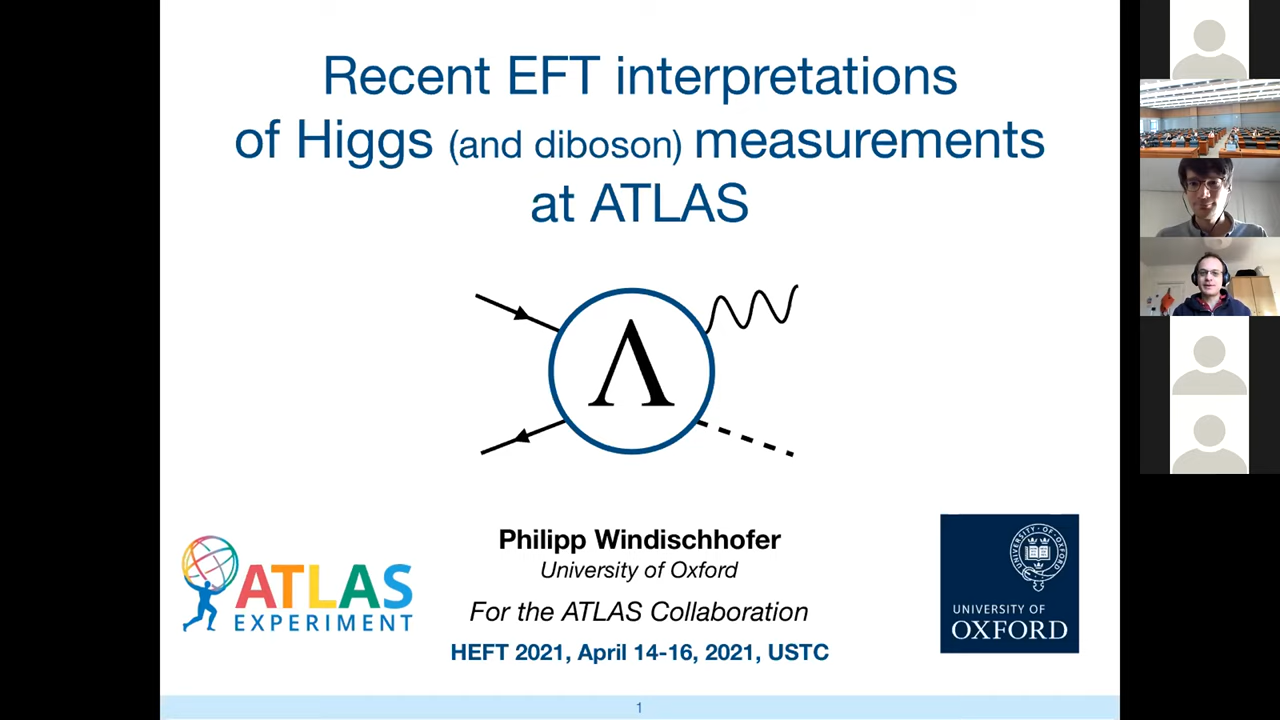 Recent EFT interpretations
of Higgs (and diboson) measurements
at ATLAS
Λ
Philipp Windischhofer
University of Oxford
For the ATLAS Collaboration
HEFT 2021, April 14-16, 2021, USTC
ATLAS
EXPERIMENT
UNIVERSITY OF
OXFORD
1